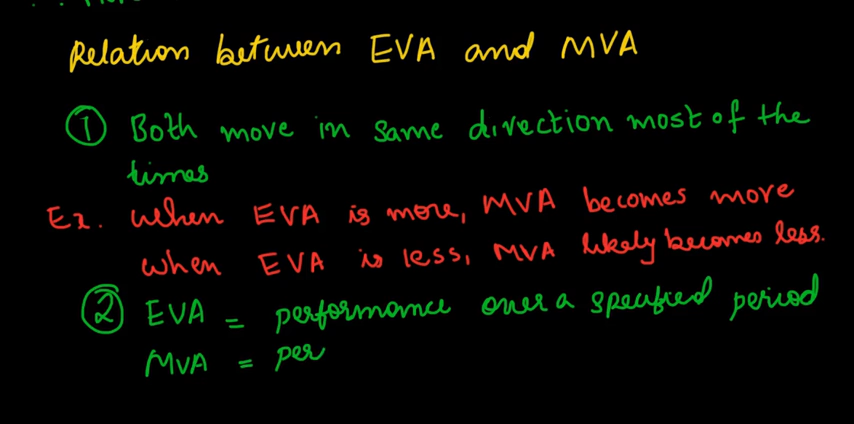 Relation between EVA and MVA
① Both move in same direction most of the
times
Ex. when EVA is more, MVA becomes more
when EVA is less, MVA likely becomes less.
② EVA = performance over a specified period
MVA = per